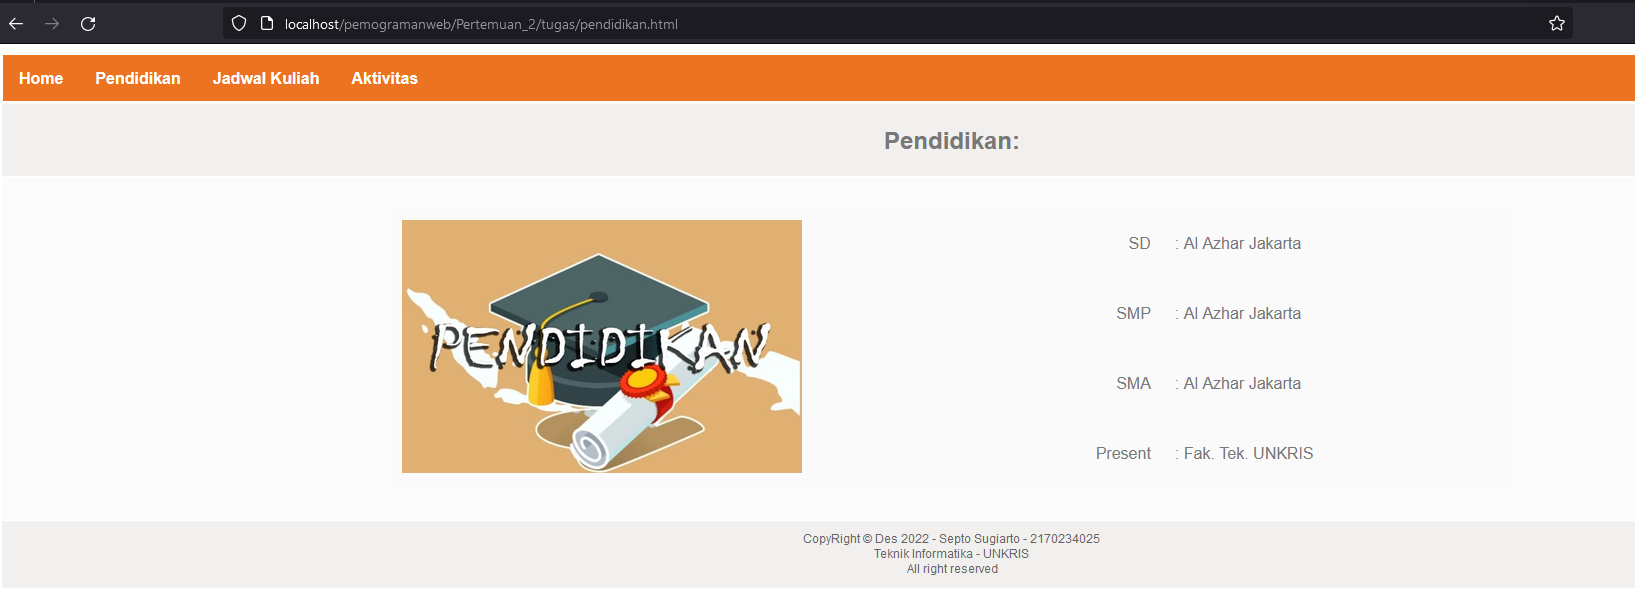 localhost/pemogramanweb/Pertemuan_2/tugas/pendidikan.html
Home Pendidikan Jadwal Kuliah Aktivitas
Pendidikan:
PENDIDIKAN
SD : Al Azhar Jakarta
SMP : Al Azhar Jakarta
SMA : Al Azhar Jakarta
Present : Fak. Tek. UNKRIS
CopyRight © Des 2022 - Septo Sugiarto - 2170234025
Teknik Informatika - UNKRIS
All right reserved